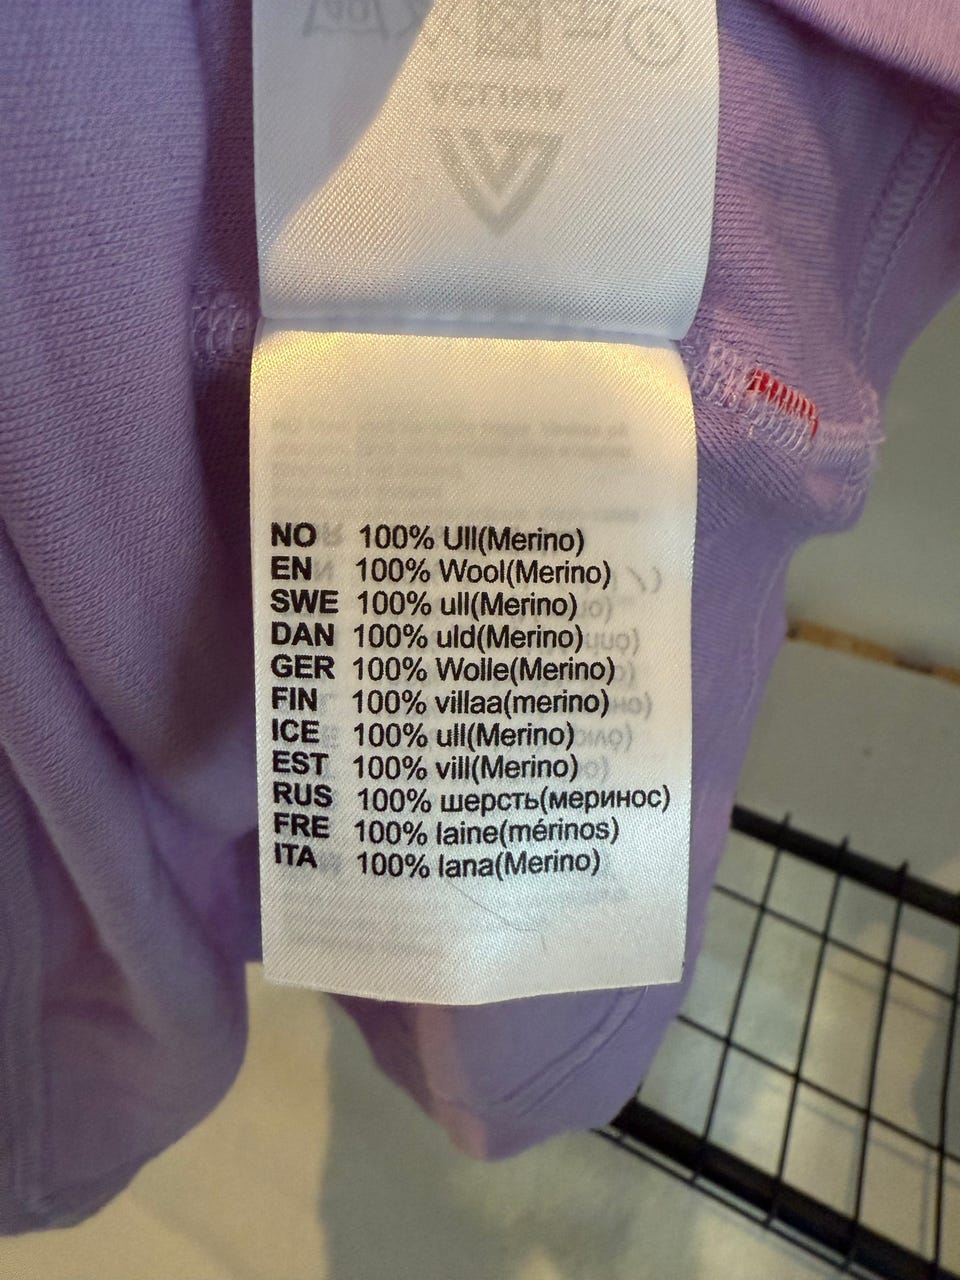 ACLIMA
NO 100% Ull(Merino)
EN 100% Wool(Merino)
SWE 100% ull(Merino)
DAN 100% uld(Merino)
GER 100% Wolle(Merino)
FIN 100% villaa(merino)
ICE 100% ull(Merino)
EST 100% vill(Merino)
RUS 100% шерсть(меринос)
FRE 100% laine(mérinos)
ITA 100% lana(Merino)